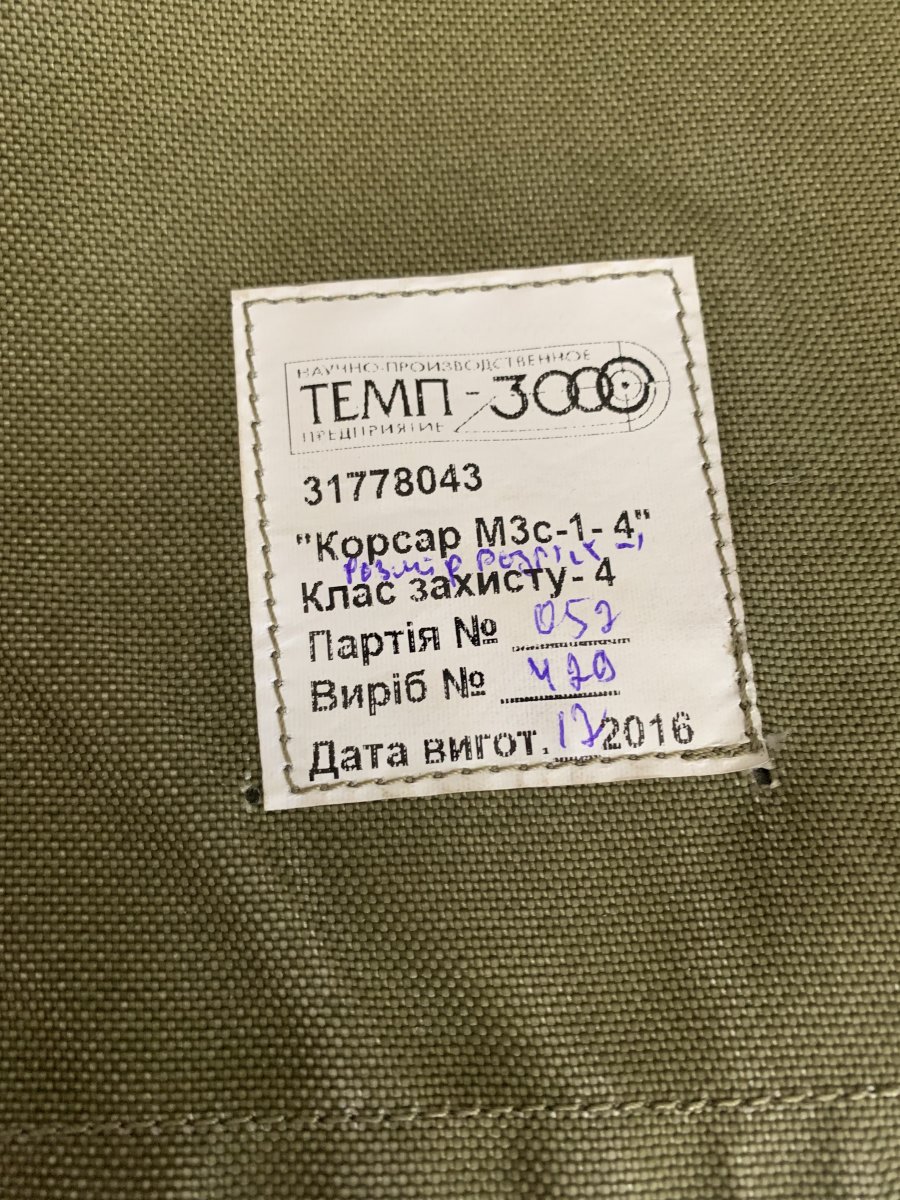 НАУЧНО-ПРОИЗВОДСТВЕННОЕ
ТЕМП-3000
ПРЕДПРИЯТИЕ
31778043
"Корсар М3с-1- 4"
Розмір
Клас захисту- 4
Партія № 052
Виріб №
Дата вигот. 12 2016